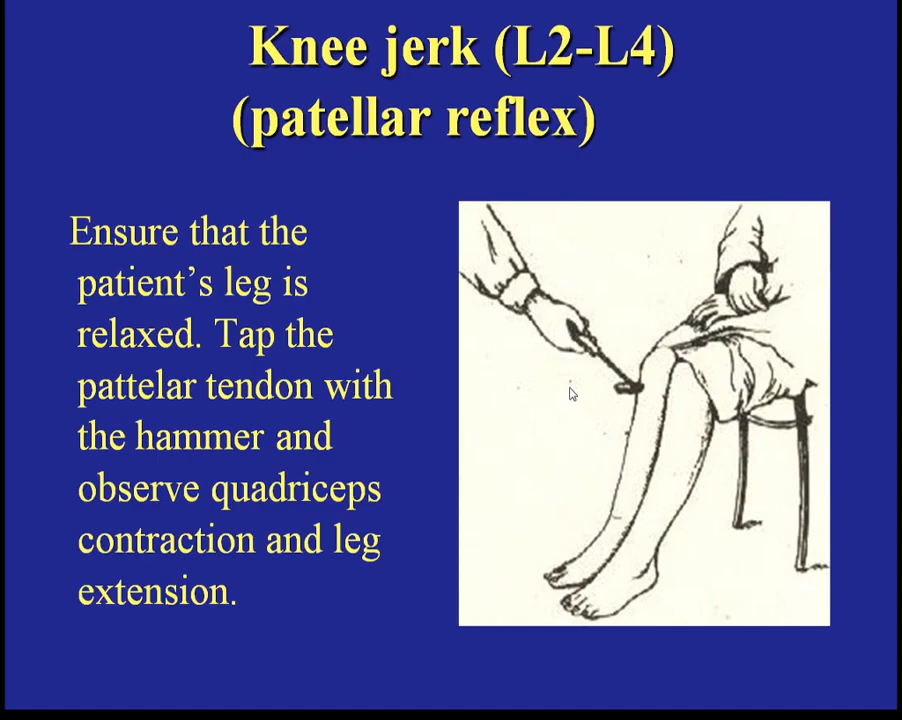 Knee jerk (L2-L4)
(patellar reflex)
Ensure that the
patient’s leg is
relaxed. Tap the
pattelar tendon with
the hammer and
observe quadriceps
contraction and leg
extension.